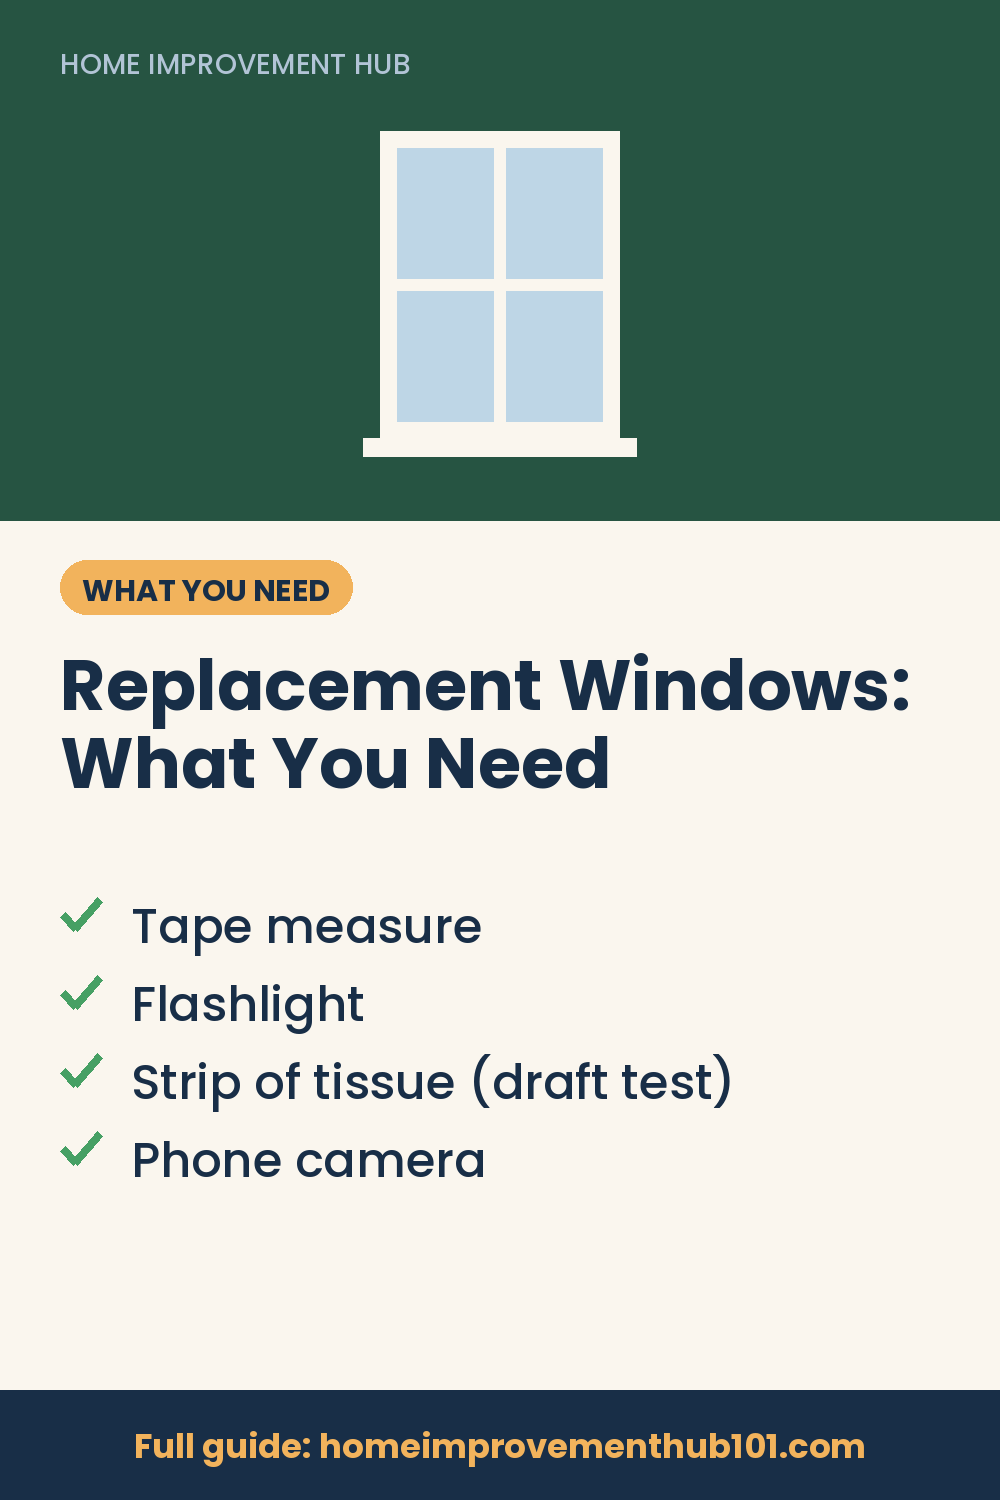 HOME IMPROVEMENT HUB
WHAT YOU NEED
Replacement Windows:
What You Need
Tape measure
Flashlight
Strip of tissue (draft test)
Phone camera
Full guide: homeimprovementhub101.com